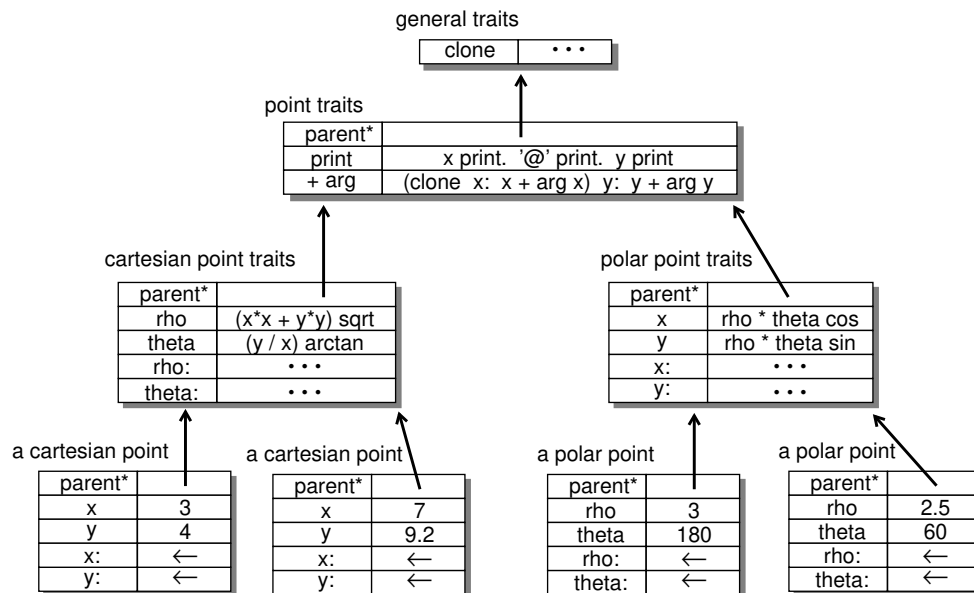 general traits
clone • • •
point traits
parent*
print x print. '@' print. y print
+ arg (clone x: x + arg x) y: y + arg y
cartesian point traits
parent*
rho (x*x + y*y) sqrt
theta (y / x) arctan
rho: • • •
theta: • • •
polar point traits
parent*
x rho * theta cos
y rho * theta sin
x: • • •
y: • • •
a cartesian point
parent*
x 3
y 4
x: ←
y: ←
a cartesian point
parent*
x 7
y 9.2
x: ←
y: ←
a polar point
parent*
rho 3
theta 180
rho: ←
theta: ←
a polar point
parent*
rho 2.5
theta 60
rho: ←
theta: ←